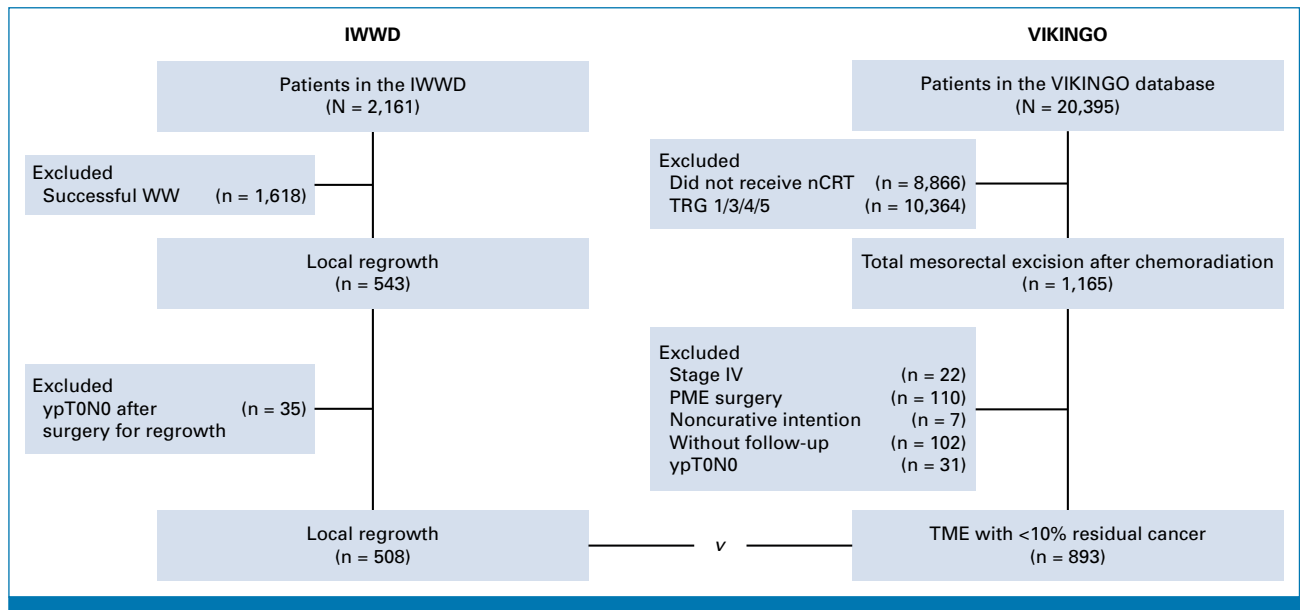 IWWD
Patients in the IWWD
(N = 2,161)
Excluded
Successful WW (n = 1,618)
Local regrowth
(n = 543)
Excluded
ypT0N0 after (n = 35)
surgery for regrowth
Local regrowth
(n = 508)
v
VIKINGO
Patients in the VIKINGO database
(N = 20,395)
Excluded
Did not receive nCRT (n = 8,866)
TRG 1/3/4/5 (n = 10,364)
Total mesorectal excision after chemoradiation
(n = 1,165)
Excluded
Stage IV (n = 22)
PME surgery (n = 110)
Noncurative intention (n = 7)
Without follow-up (n = 102)
ypT0N0 (n = 31)
TME with <10% residual cancer
(n = 893)